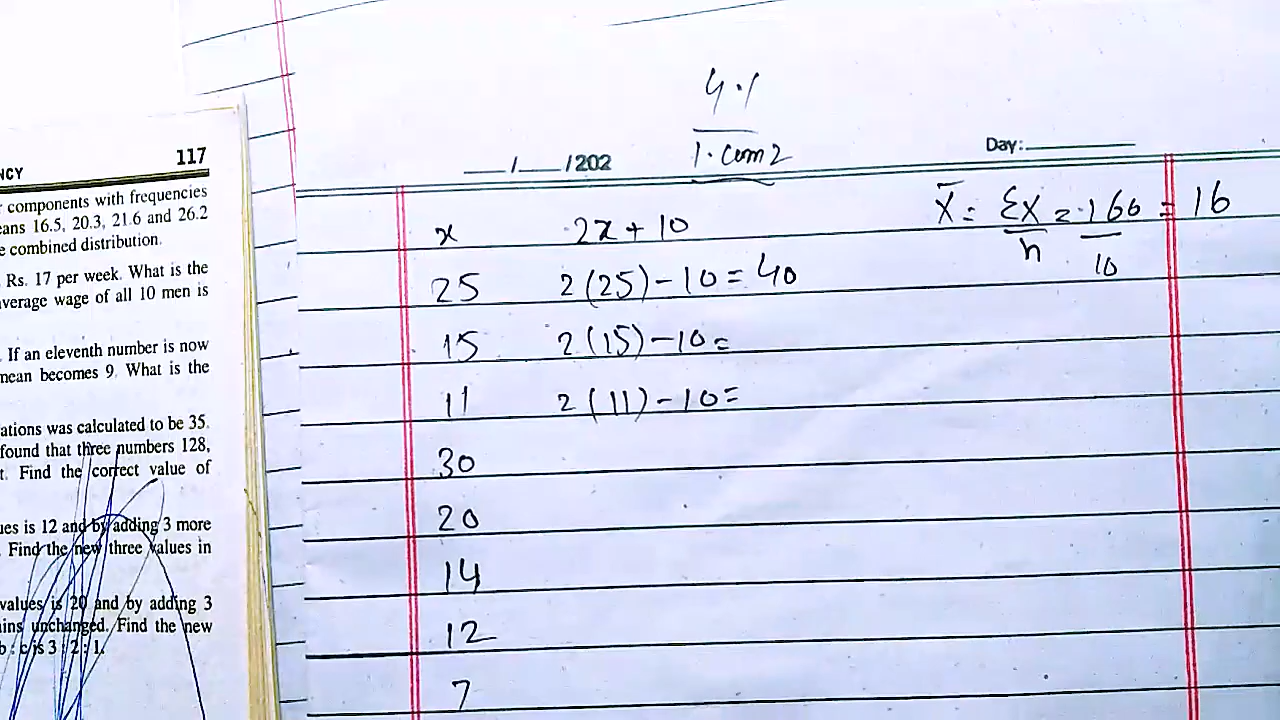 117
NCY
components with frequencies
eans 16.5, 20.3, 21.6 and 26.2
e combined distribution.
Rs. 17 per week. What is the
average wage of all 10 men is
If an eleventh number is now
mean becomes 9. What is the
ations was calculated to be 35.
found that three numbers 128,
t. Find the correct value of
ues is 12 and by adding 3 more
Find the new three values in
values is 20 and by adding 3
ains unchanged. Find the new
b : c is 3 : 2 : 1.
4.1
1. com 2
__/__/202
Day:
x 2x + 10
X̄ = Σx/n = 160/10 = 16
25 2(25) - 10 = 40
15 2(15) - 10 =
11 2(11) - 10 =
30
20
14
12
7